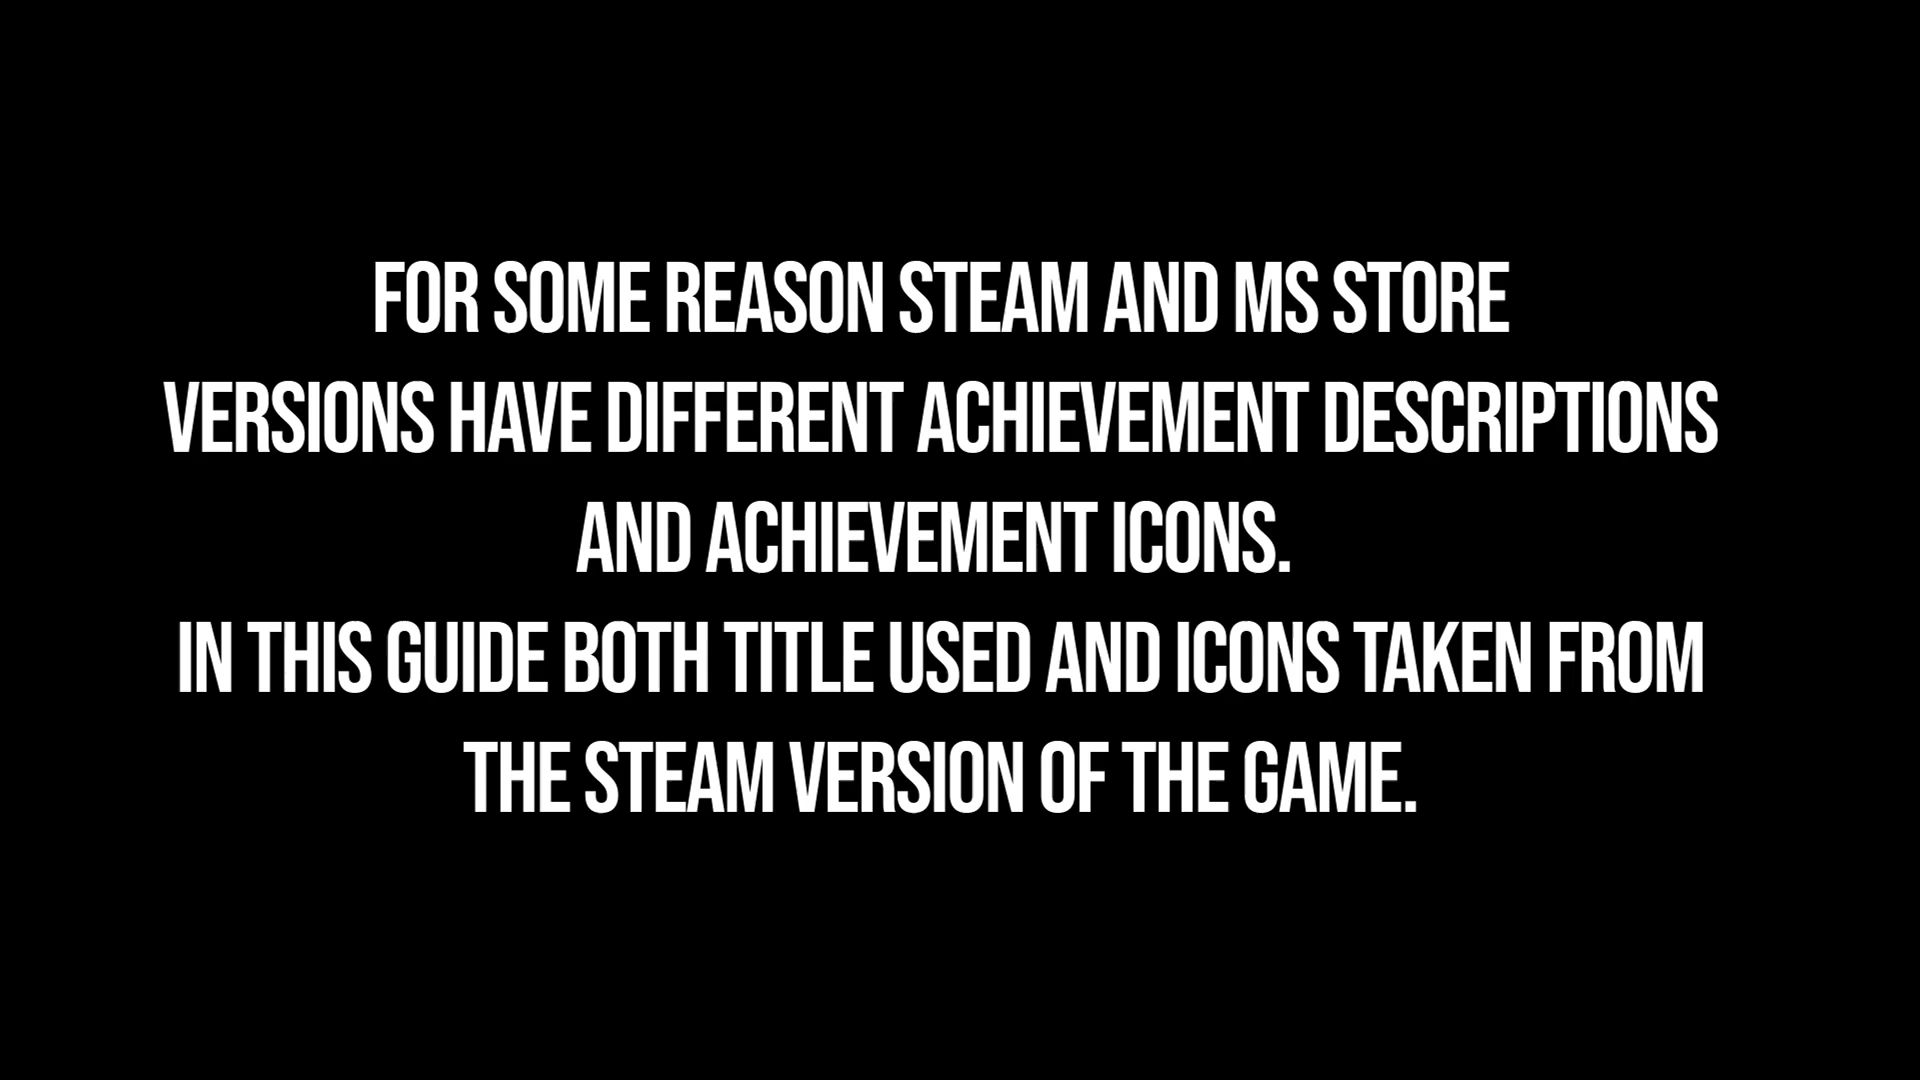 FOR SOME REASON STEAM AND MS STORE
VERSIONS HAVE DIFFERENT ACHIEVEMENT DESCRIPTIONS
AND ACHIEVEMENT ICONS.
IN THIS GUIDE BOTH TITLE USED AND ICONS TAKEN FROM
THE STEAM VERSION OF THE GAME.